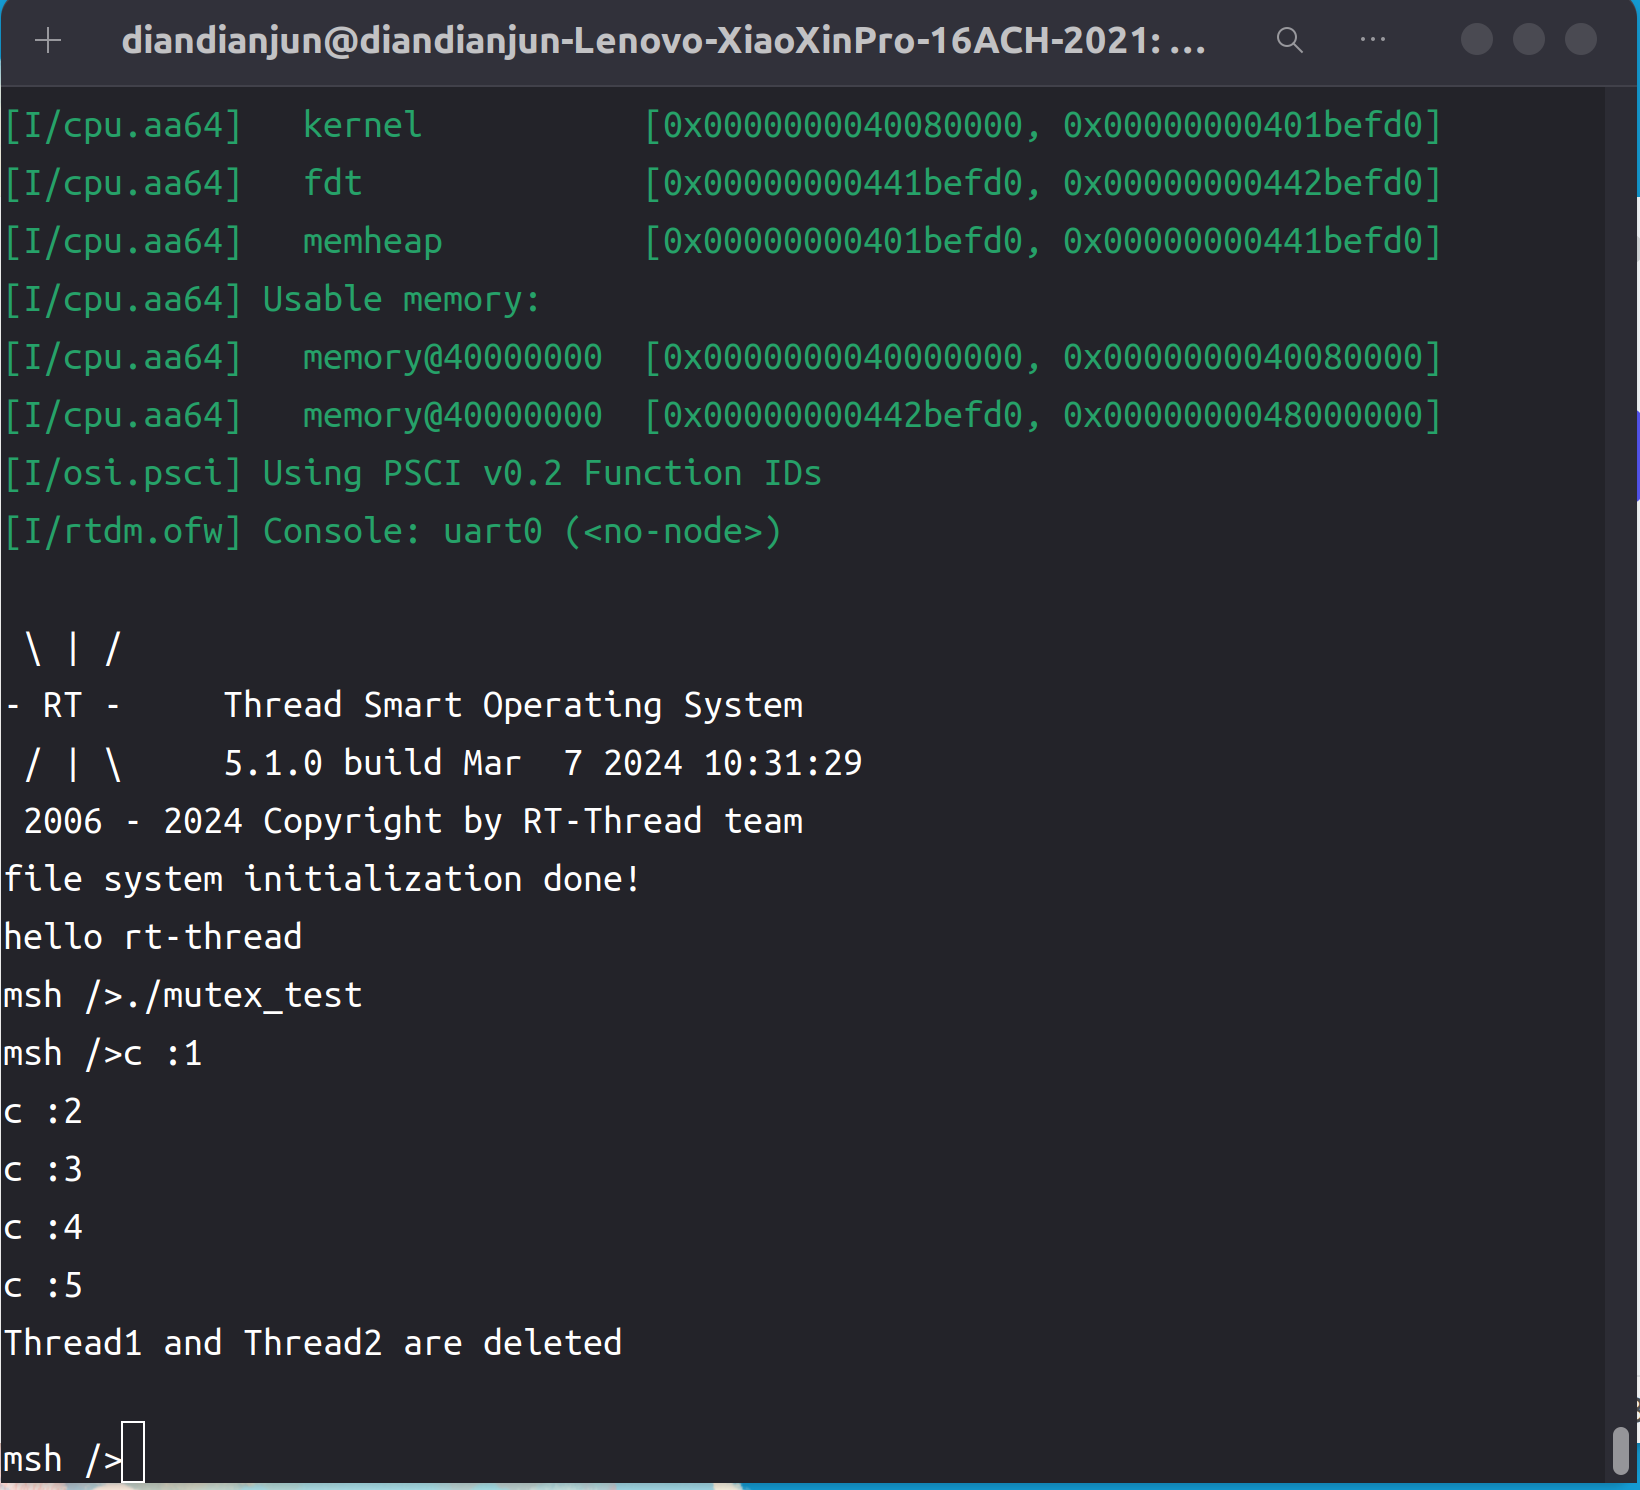 diandianjun@diandianjun-Lenovo-XiaoXinPro-16ACH-2021: ...
[I/cpu.aa64]   kernel           [0x0000000040080000, 0x00000000401befd0]
[I/cpu.aa64]   fdt              [0x00000000441befd0, 0x00000000442befd0]
[I/cpu.aa64]   memheap          [0x00000000401befd0, 0x00000000441befd0]
[I/cpu.aa64] Usable memory:
[I/cpu.aa64]   memory@40000000  [0x0000000040000000, 0x0000000040080000]
[I/cpu.aa64]   memory@40000000  [0x00000000442befd0, 0x0000000048000000]
[I/osi.psci] Using PSCI v0.2 Function IDs
[I/rtdm.ofw] Console: uart0 (<no-node>)
 \ | /
- RT -     Thread Smart Operating System
 / | \     5.1.0 build Mar  7 2024 10:31:29
 2006 - 2024 Copyright by RT-Thread team
file system initialization done!
hello rt-thread
msh />./mutex_test
msh />c :1
c :2
c :3
c :4
c :5
Thread1 and Thread2 are deleted
msh />